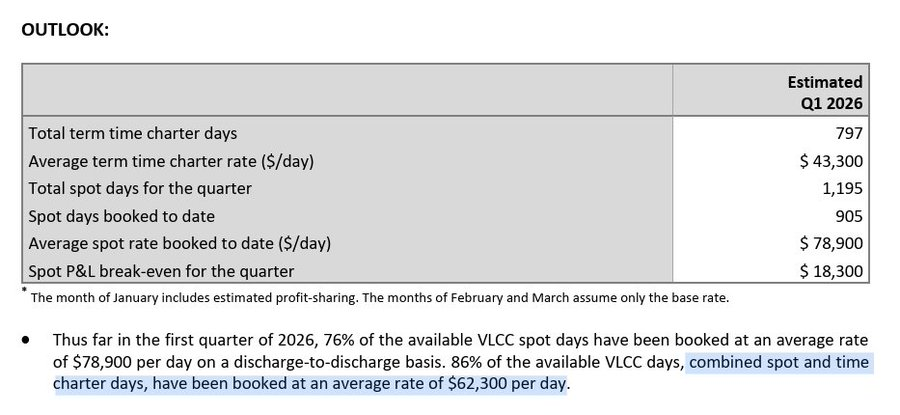 OUTLOOK:
Estimated
Q1 2026
Total term time charter days 797
Average term time charter rate ($/day) $ 43,300
Total spot days for the quarter 1,195
Spot days booked to date 905
Average spot rate booked to date ($/day) $ 78,900
Spot P&L break-even for the quarter $ 18,300
* The month of January includes estimated profit-sharing. The months of February and March assume only the base rate.
• Thus far in the first quarter of 2026, 76% of the available VLCC spot days have been booked at an average rate
of $78,900 per day on a discharge-to-discharge basis. 86% of the available VLCC days, combined spot and time
charter days, have been booked at an average rate of $62,300 per day.